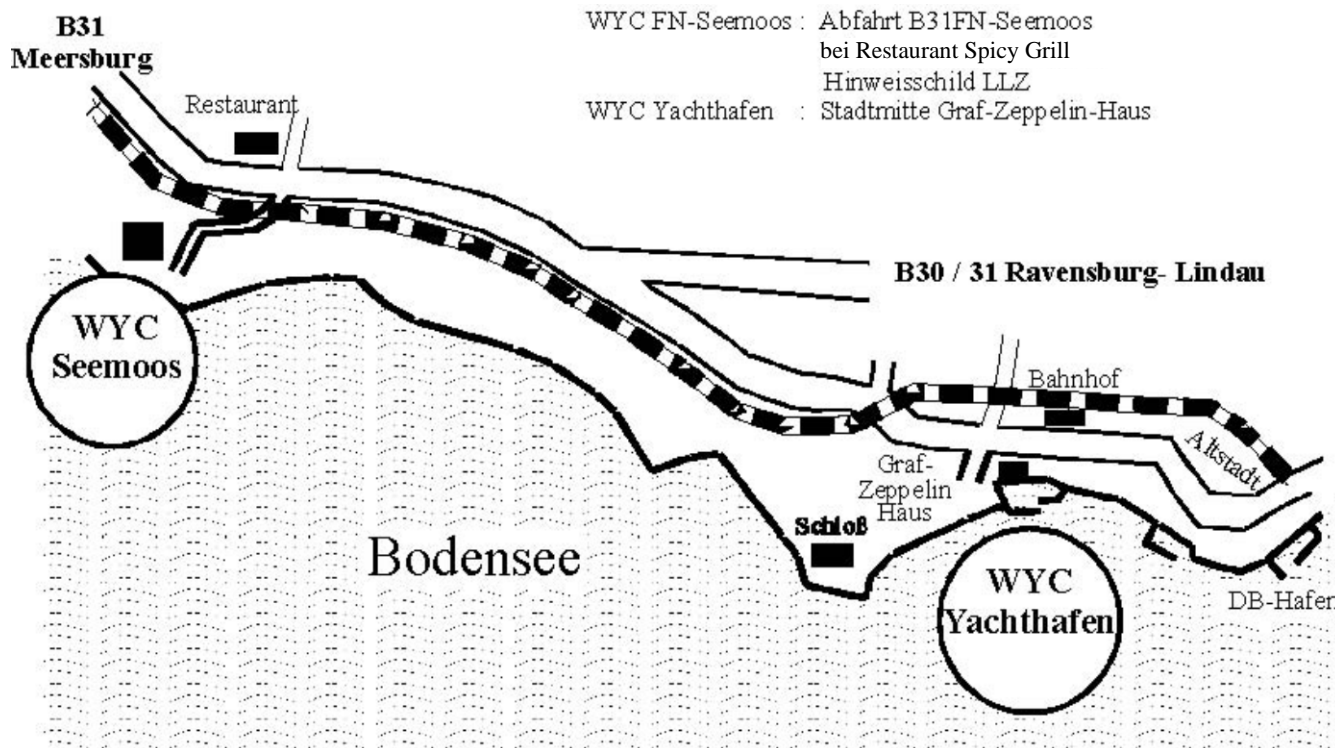 WYC FN-Seemoos : Abfahrt B31FN-Seemoos
bei Restaurant Spicy Grill
Hinweisschild LLZ
WYC Yachthafen : Stadtmitte Graf-Zeppelin-Haus
B31
Meersburg
Restaurant
B30 / 31 Ravensburg- Lindau
WYC
Seemoos
Bahnhof
Altstadt
Graf-
Zeppelin
Haus
Schloß
Bodensee
WYC
Yachthafen
DB-Hafen